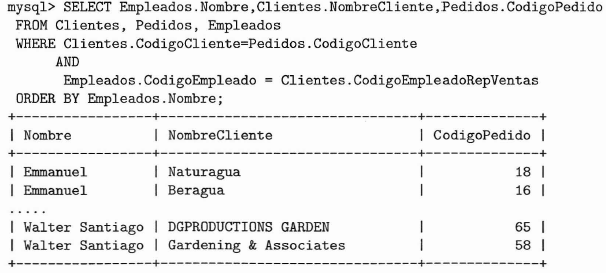 mysql> SELECT Empleados.Nombre,Clientes.NombreCliente,Pedidos.CodigoPedido
FROM Clientes, Pedidos, Empleados
WHERE Clientes.CodigoCliente=Pedidos.CodigoCliente
AND
Empleados.CodigoEmpleado = Clientes.CodigoEmpleadoRepVentas
ORDER BY Empleados.Nombre;
+-----------------+-----------------------------+--------------+
| Nombre | NombreCliente | CodigoPedido |
+-----------------+-----------------------------+--------------+
| Emmanuel | Naturagua | 18 |
| Emmanuel | Beragua | 16 |
.....
| Walter Santiago | DGPRODUCTIONS GARDEN | 65 |
| Walter Santiago | Gardening & Associates | 58 |
+-----------------+-----------------------------+--------------+